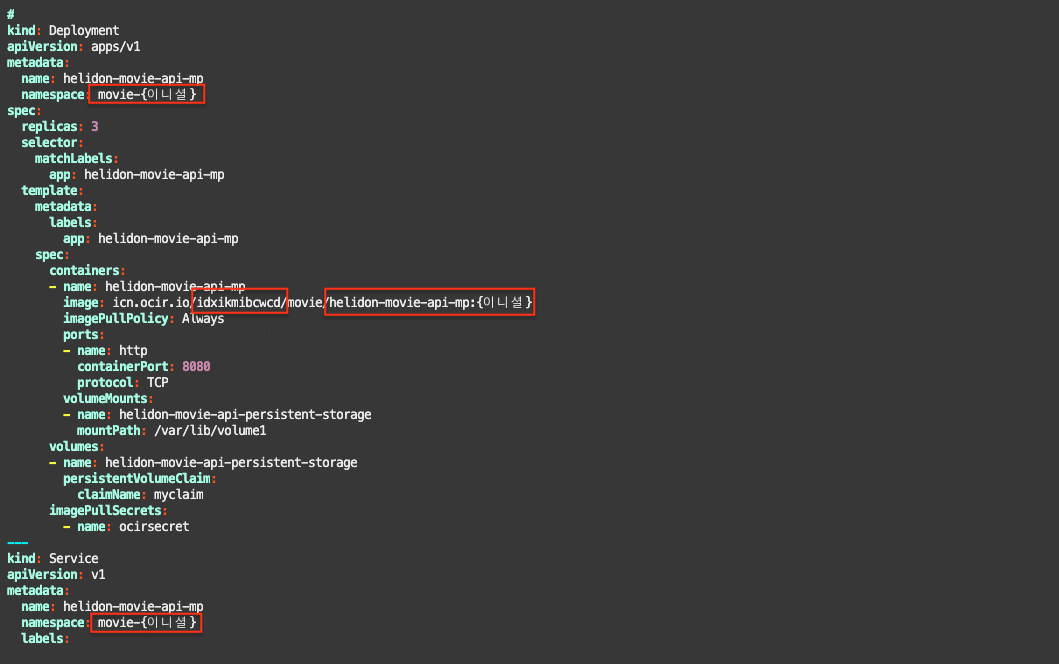 #
kind: Deployment
apiVersion: apps/v1
metadata:
  name: helidon-movie-api-mp
  namespace: movie-{이니셜}
spec:
  replicas: 3
  selector:
    matchLabels:
      app: helidon-movie-api-mp
  template:
    metadata:
      labels:
        app: helidon-movie-api-mp
    spec:
      containers:
      - name: helidon-movie-api-mp
        image: icn.ocir.io/idxikmibcwcd/movie/helidon-movie-api-mp:{이니셜}
        imagePullPolicy: Always
        ports:
        - name: http
          containerPort: 8080
          protocol: TCP
        volumeMounts:
        - name: helidon-movie-api-persistent-storage
          mountPath: /var/lib/volume1
      volumes:
      - name: helidon-movie-api-persistent-storage
        persistentVolumeClaim:
          claimName: myclaim
      imagePullSecrets:
        - name: ocirsecret
---
kind: Service
apiVersion: v1
metadata:
  name: helidon-movie-api-mp
  namespace: movie-{이니셜}
  labels: